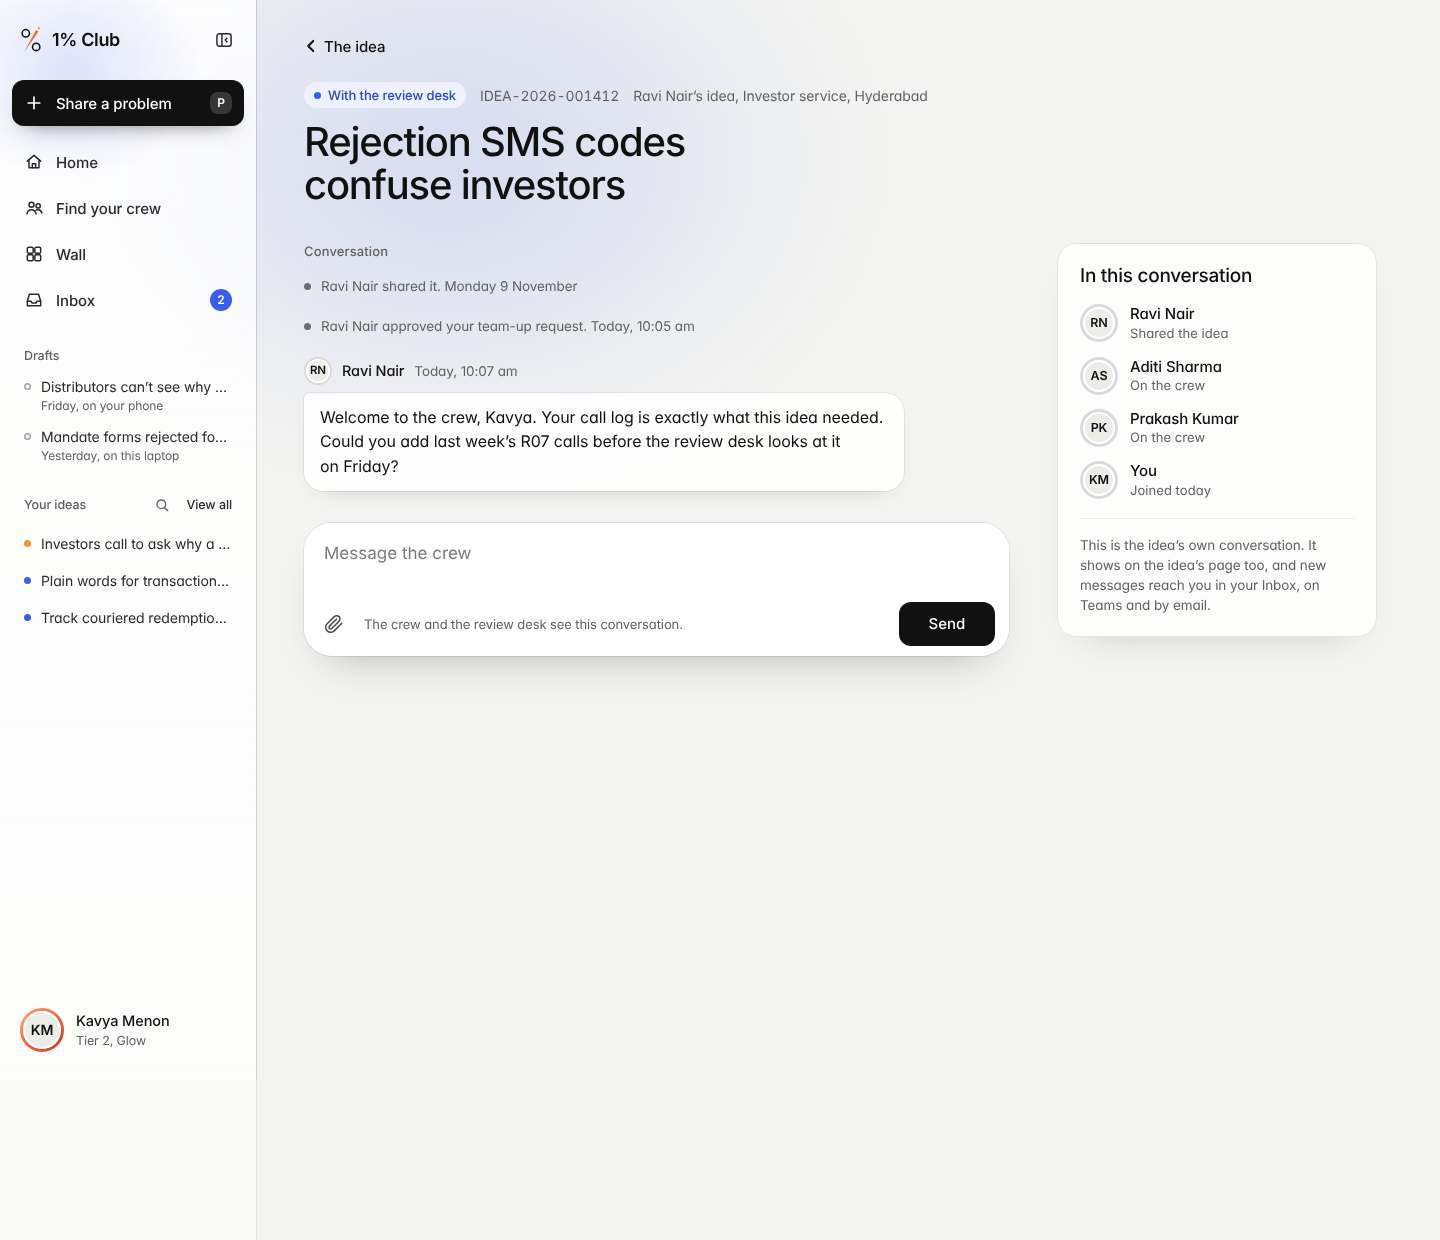 1% Club
Share a problem P
Home
Find your crew
Wall
Inbox 2
Drafts
Distributors can’t see why ...
Friday, on your phone
Mandate forms rejected fo...
Yesterday, on this laptop
Your ideas View all
Investors call to ask why a ...
Plain words for transaction...
Track couriered redemptio...
KM
Kavya Menon
Tier 2, Glow
The idea
With the review desk IDEA-2026-001412 Ravi Nair’s idea, Investor service, Hyderabad
Rejection SMS codes
confuse investors
Conversation
Ravi Nair shared it. Monday 9 November
Ravi Nair approved your team-up request. Today, 10:05 am
RN Ravi Nair Today, 10:07 am
Welcome to the crew, Kavya. Your call log is exactly what this idea needed.
Could you add last week’s R07 calls before the review desk looks at it
on Friday?
Message the crew
The crew and the review desk see this conversation. Send
In this conversation
RN
Ravi Nair
Shared the idea
AS
Aditi Sharma
On the crew
PK
Prakash Kumar
On the crew
KM
You
Joined today
This is the idea’s own conversation. It
shows on the idea’s page too, and new
messages reach you in your Inbox, on
Teams and by email.